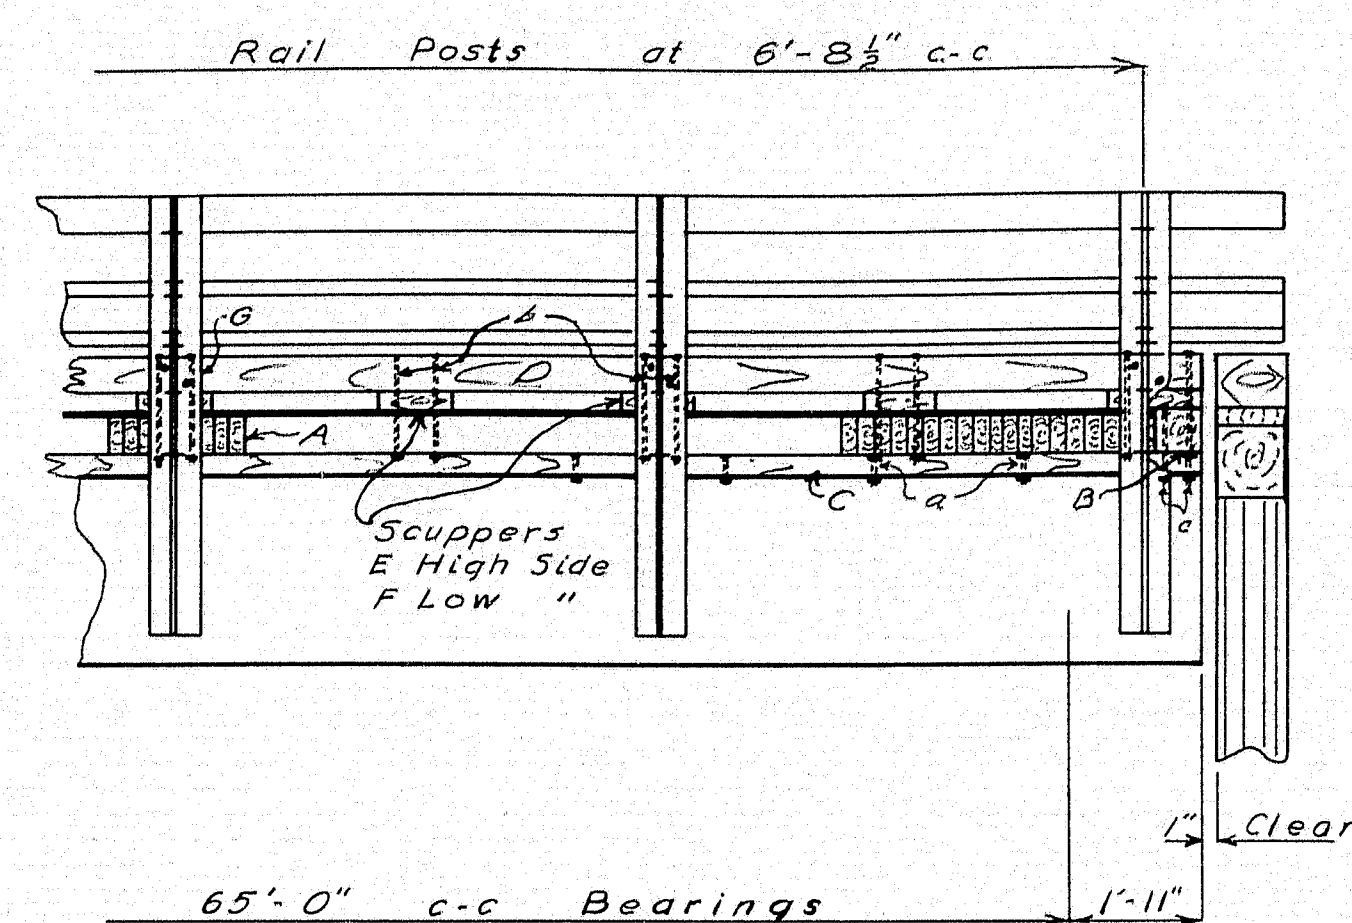 Rail Posts at 6'-8½" c-c
G
b
D
A
C
a
B
c
Scuppers
E High Side
F Low "
1" Clear
65'-0" c-c Bearings
1'-11"